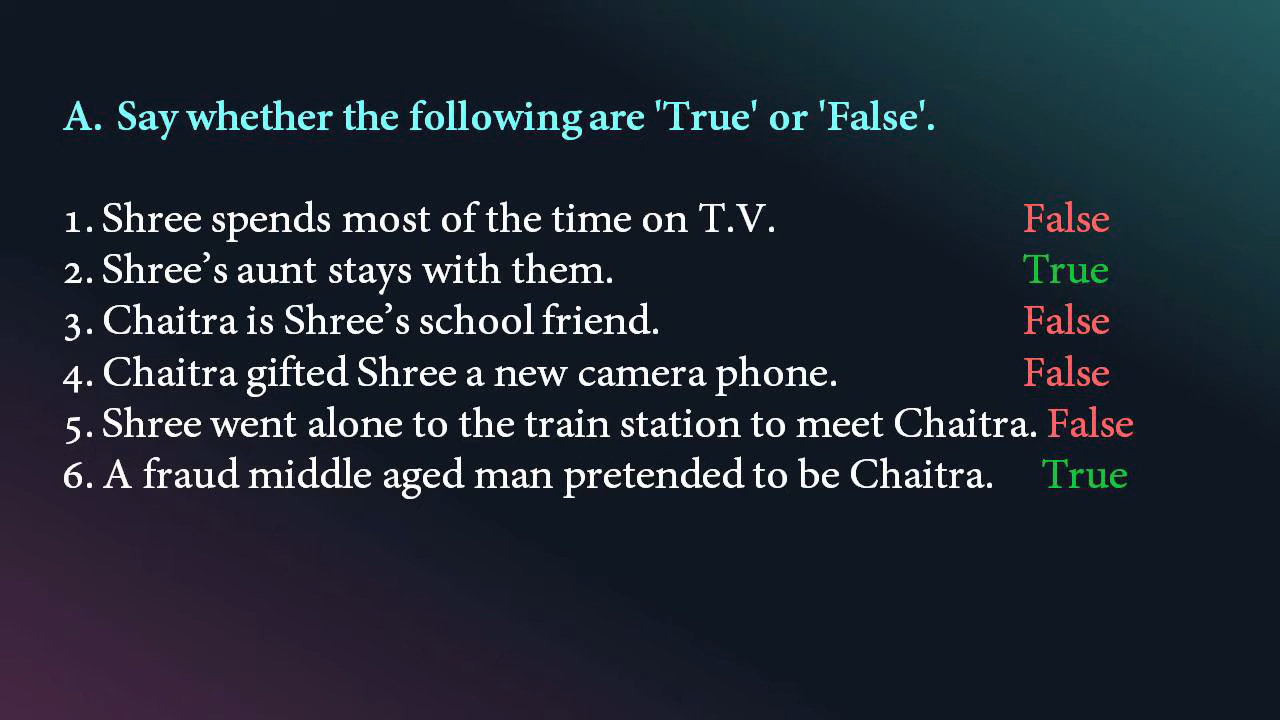 A. Say whether the following are 'True' or 'False'.
1. Shree spends most of the time on T.V. False
2. Shree’s aunt stays with them. True
3. Chaitra is Shree’s school friend. False
4. Chaitra gifted Shree a new camera phone. False
5. Shree went alone to the train station to meet Chaitra. False
6. A fraud middle aged man pretended to be Chaitra. True